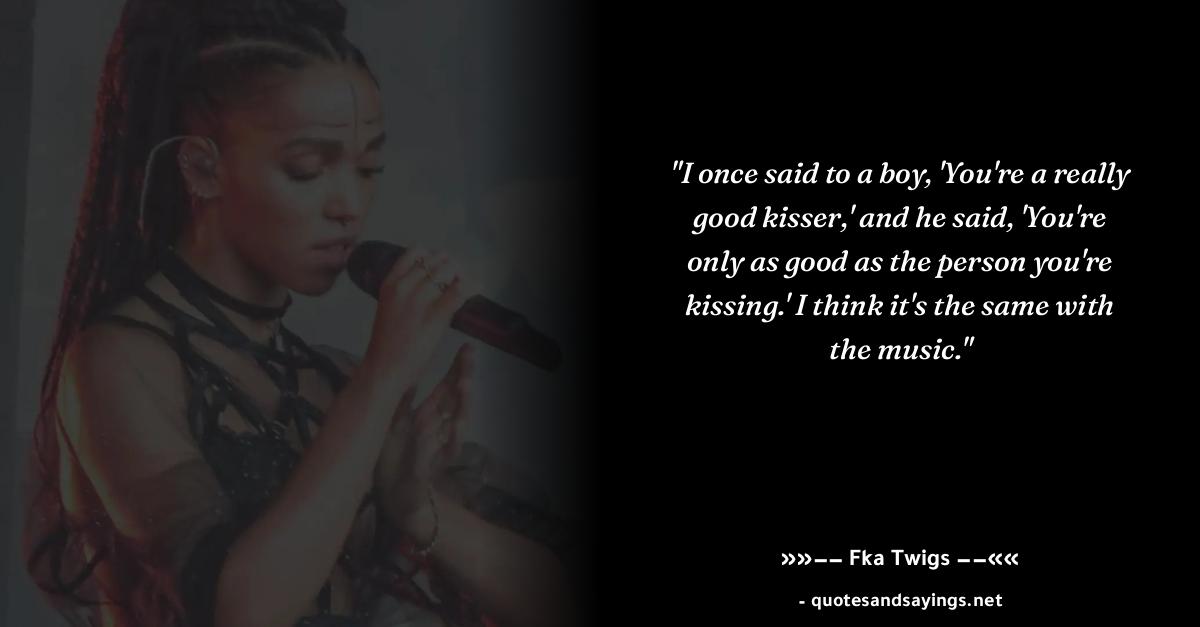 "I once said to a boy, 'You're a really
good kisser,' and he said, 'You're
only as good as the person you're
kissing.' I think it's the same with
the music."
»»–– Fka Twigs ––««
- quotesandsayings.net